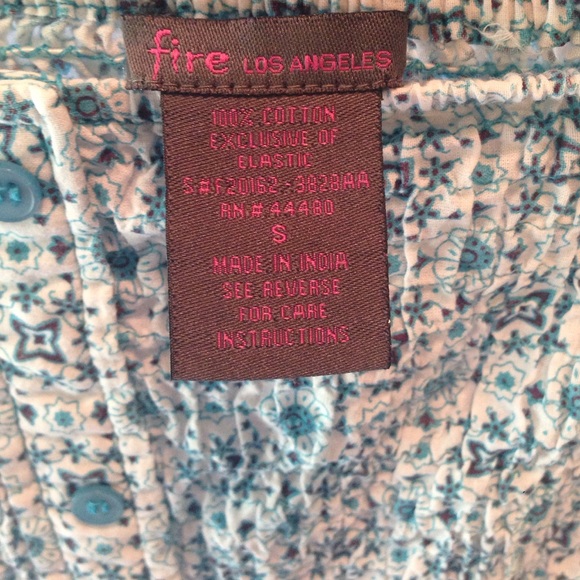 fire LOS ANGELES
100% COTTON
EXCLUSIVE OF
ELASTIC
S#F20162-3828IAA
RN# 44480
S
MADE IN INDIA
SEE REVERSE
FOR CARE
INSTRUCTIONS